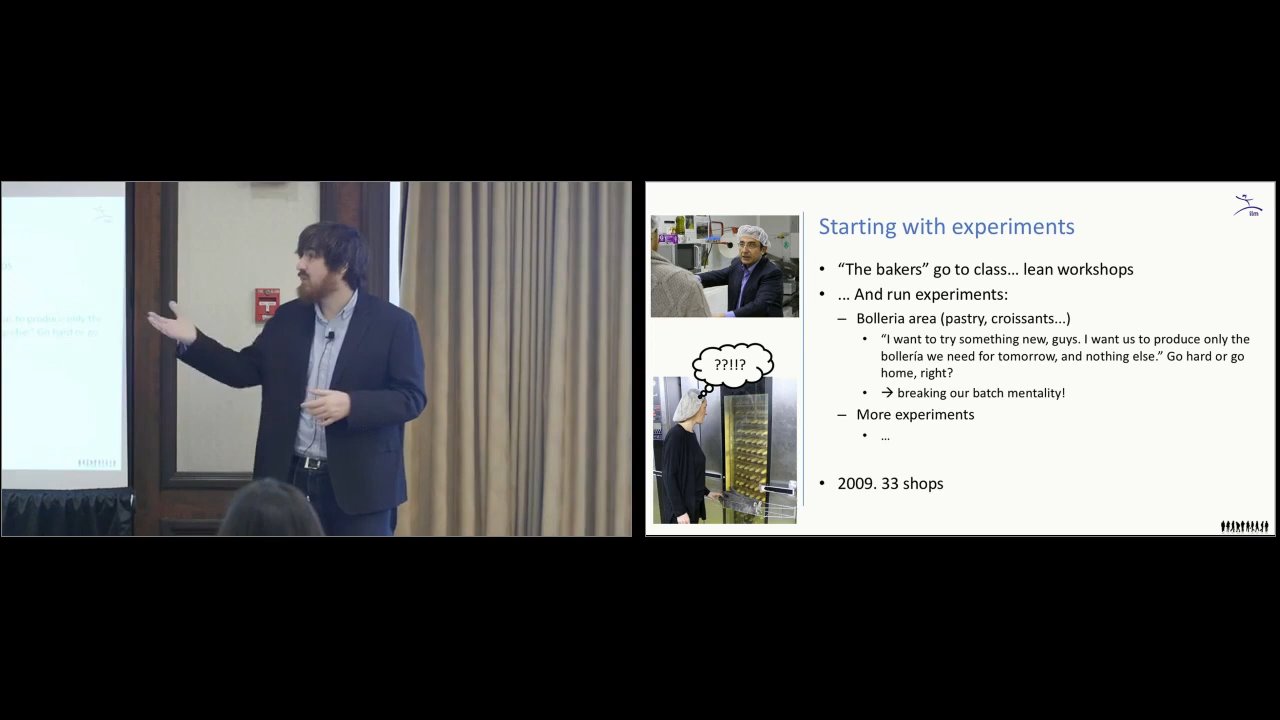 Starting with experiments
iim
• “The bakers” go to class… lean workshops
• … And run experiments:
– Bolleria area (pastry, croissants...)
• “I want to try something new, guys. I want us to produce only the
bollería we need for tomorrow, and nothing else.” Go hard or go
home, right?
• → breaking our batch mentality!
– More experiments
• …
• 2009. 33 shops
??!!?